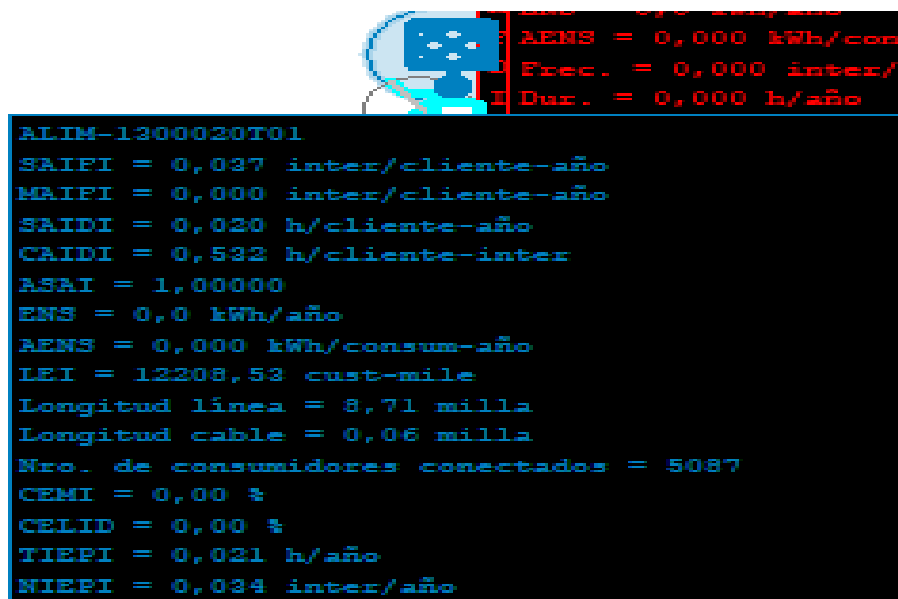 AENS = 0,000 kWh/con
Frec. = 0,000 inter/
Dur. = 0,000 h/año
ALIM-1300020T01
SAIFI = 0,037 inter/cliente-año
MAIFI = 0,000 inter/cliente-año
SAIDI = 0,020 h/cliente-año
CAIDI = 0,532 h/cliente-inter
ASAI = 1,00000
ENS = 0,0 kWh/año
AENS = 0,000 kWh/consum-año
LEI = 12208,53 cust-mile
Longitud línea = 8,71 milla
Longitud cable = 0,06 milla
Nro. de consumidores conectados = 5087
CEMI = 0,00 %
CELID = 0,00 %
TIEPI = 0,021 h/año
NIEPI = 0,034 inter/año